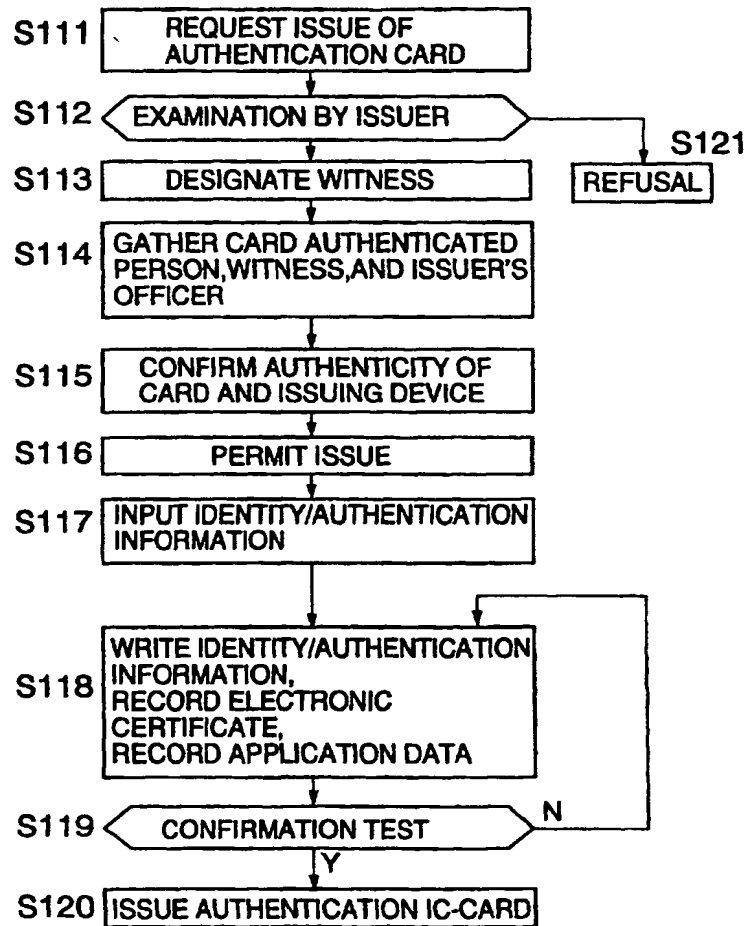 S111
REQUEST ISSUE OF
AUTHENTICATION CARD
S112
EXAMINATION BY ISSUER
S121
REFUSAL
S113
DESIGNATE WITNESS
S114
GATHER CARD AUTHENTICATED
PERSON,WITNESS,AND ISSUER'S
OFFICER
S115
CONFIRM AUTHENTICITY OF
CARD AND ISSUING DEVICE
S116
PERMIT ISSUE
S117
INPUT IDENTITY/AUTHENTICATION
INFORMATION
S118
WRITE IDENTITY/AUTHENTICATION
INFORMATION,
RECORD ELECTRONIC
CERTIFICATE,
RECORD APPLICATION DATA
S119
CONFIRMATION TEST
N
Y
S120
ISSUE AUTHENTICATION IC-CARD